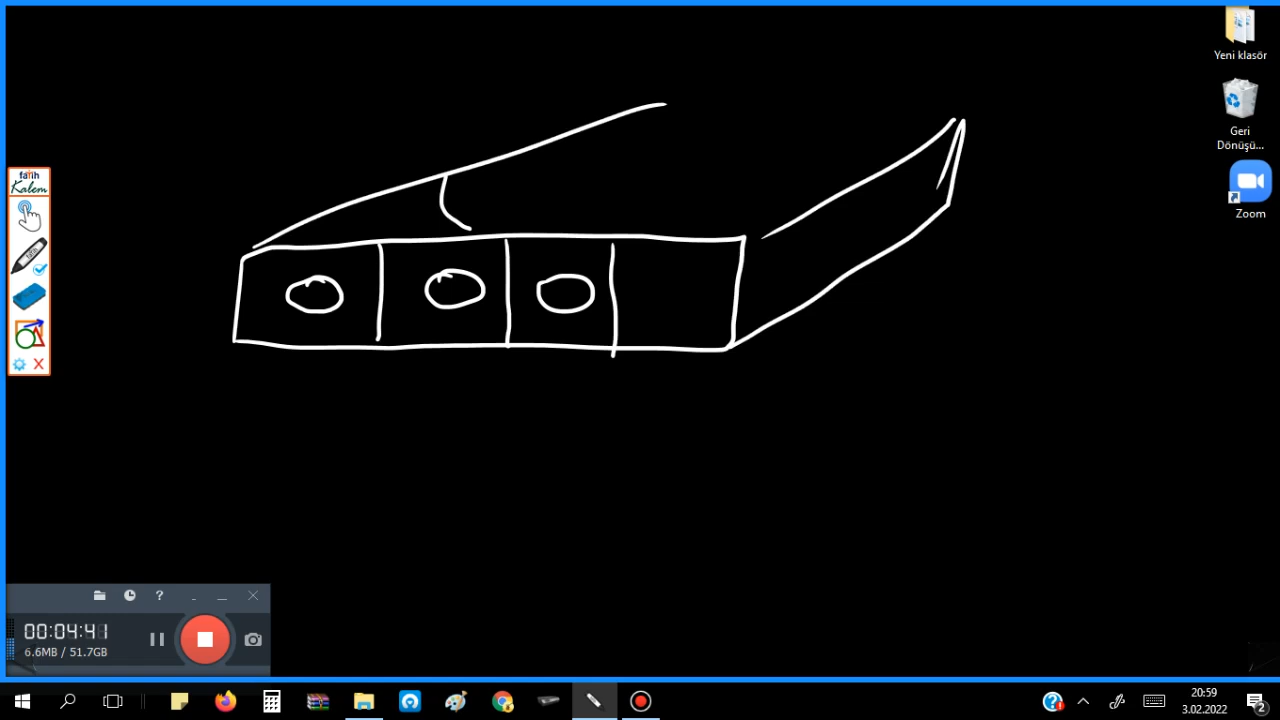 Yeni klasör
Geri
Dönüşü...
Zoom
fatih
Kalem
00:04:41
6.6MB / 51.7GB
20:59
3.02.2022
2